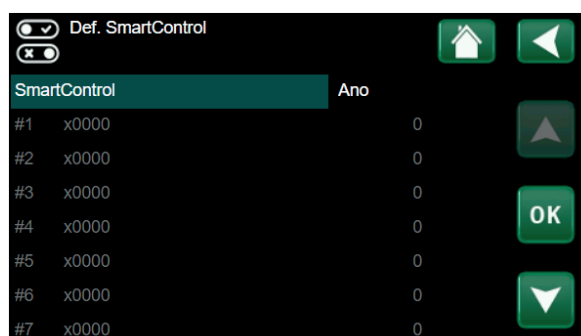 Def. SmartControl
SmartControl Ano
#1 x0000 0
#2 x0000 0
#3 x0000 0
#4 x0000 0
OK
#5 x0000 0
#6 x0000 0
#7 x0000 0